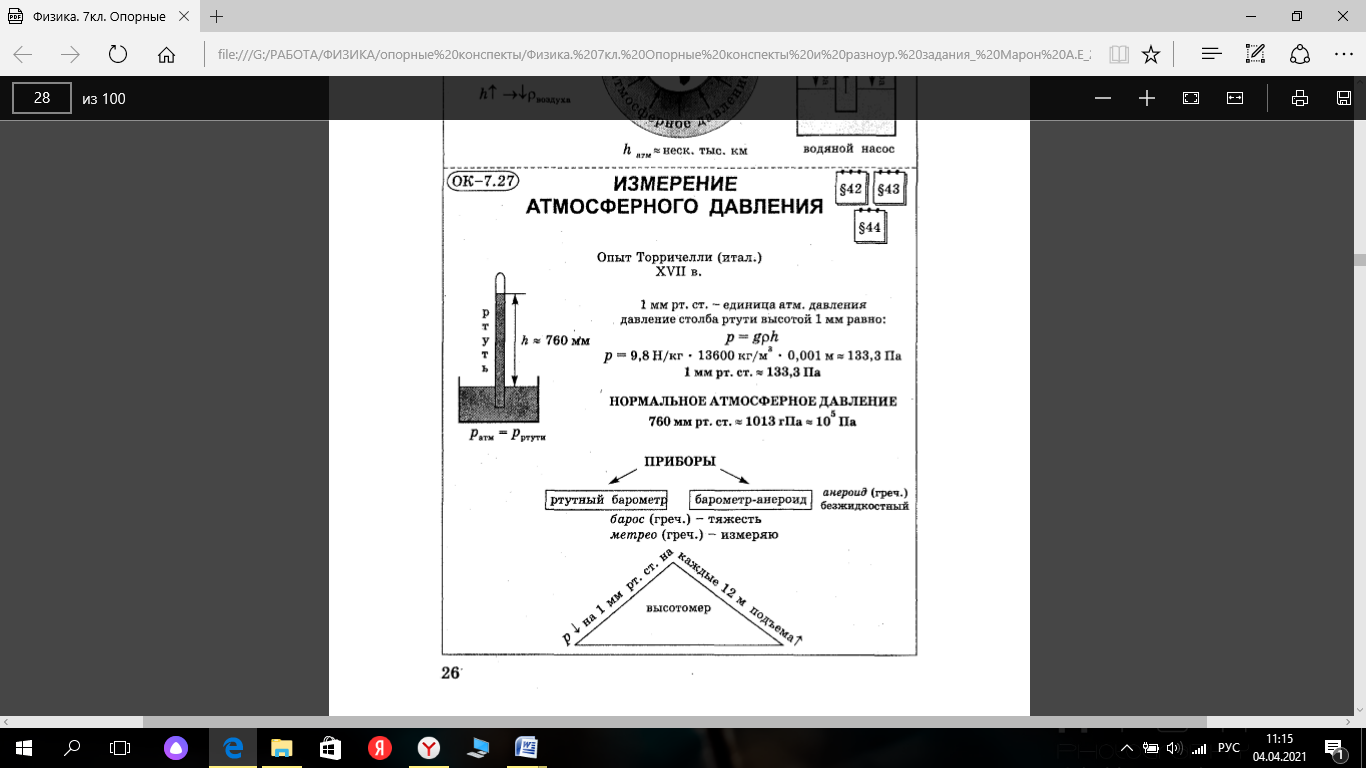 Физика. 7кл. Опорные
file:///G:/РАБОТА/ФИЗИКА/опорные%20конспекты/Физика.%207кл.%20Опорные%20конспекты%20и%20разноур.%20задания_%20Марон%20А.Е_
28 из 100
h↑ → ↓ρвоздуха
атмосферное давление
h атм ≈ неск. тыс. км
водяной насос
ОК–7.27
ИЗМЕРЕНИЕ
АТМОСФЕРНОГО ДАВЛЕНИЯ
§42 §43
§44
Опыт Торричелли (итал.)
XVII в.
ртуть
h ≈ 760 мм
Pатм = Pртути
1 мм рт. ст. – единица атм. давления
давление столба ртути высотой 1 мм равно:
p = gρh
p = 9,8 Н/кг · 13600 кг/м³ · 0,001 м ≈ 133,3 Па
1 мм рт. ст. ≈ 133,3 Па
НОРМАЛЬНОЕ АТМОСФЕРНОЕ ДАВЛЕНИЕ
760 мм рт. ст. ≈ 1013 гПа ≈ 10⁵ Па
ПРИБОРЫ
ртутный барометр
барометр-анероид
анероид (греч.)
безжидкостный
барос (греч.) – тяжесть
метрео (греч.) – измеряю
p ↓ на 1 мм рт. ст. на каждые 12 м подъема ↑
высотомер
26
РУС
11:15
04.04.2021